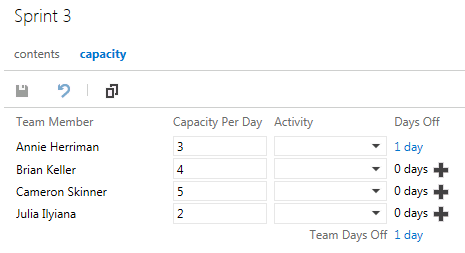 Sprint 3
contents capacity
Team Member Capacity Per Day Activity Days Off
Annie Herriman 3 1 day
Brian Keller 4 0 days
Cameron Skinner 5 0 days
Julia Ilyiana 2 0 days
Team Days Off 1 day